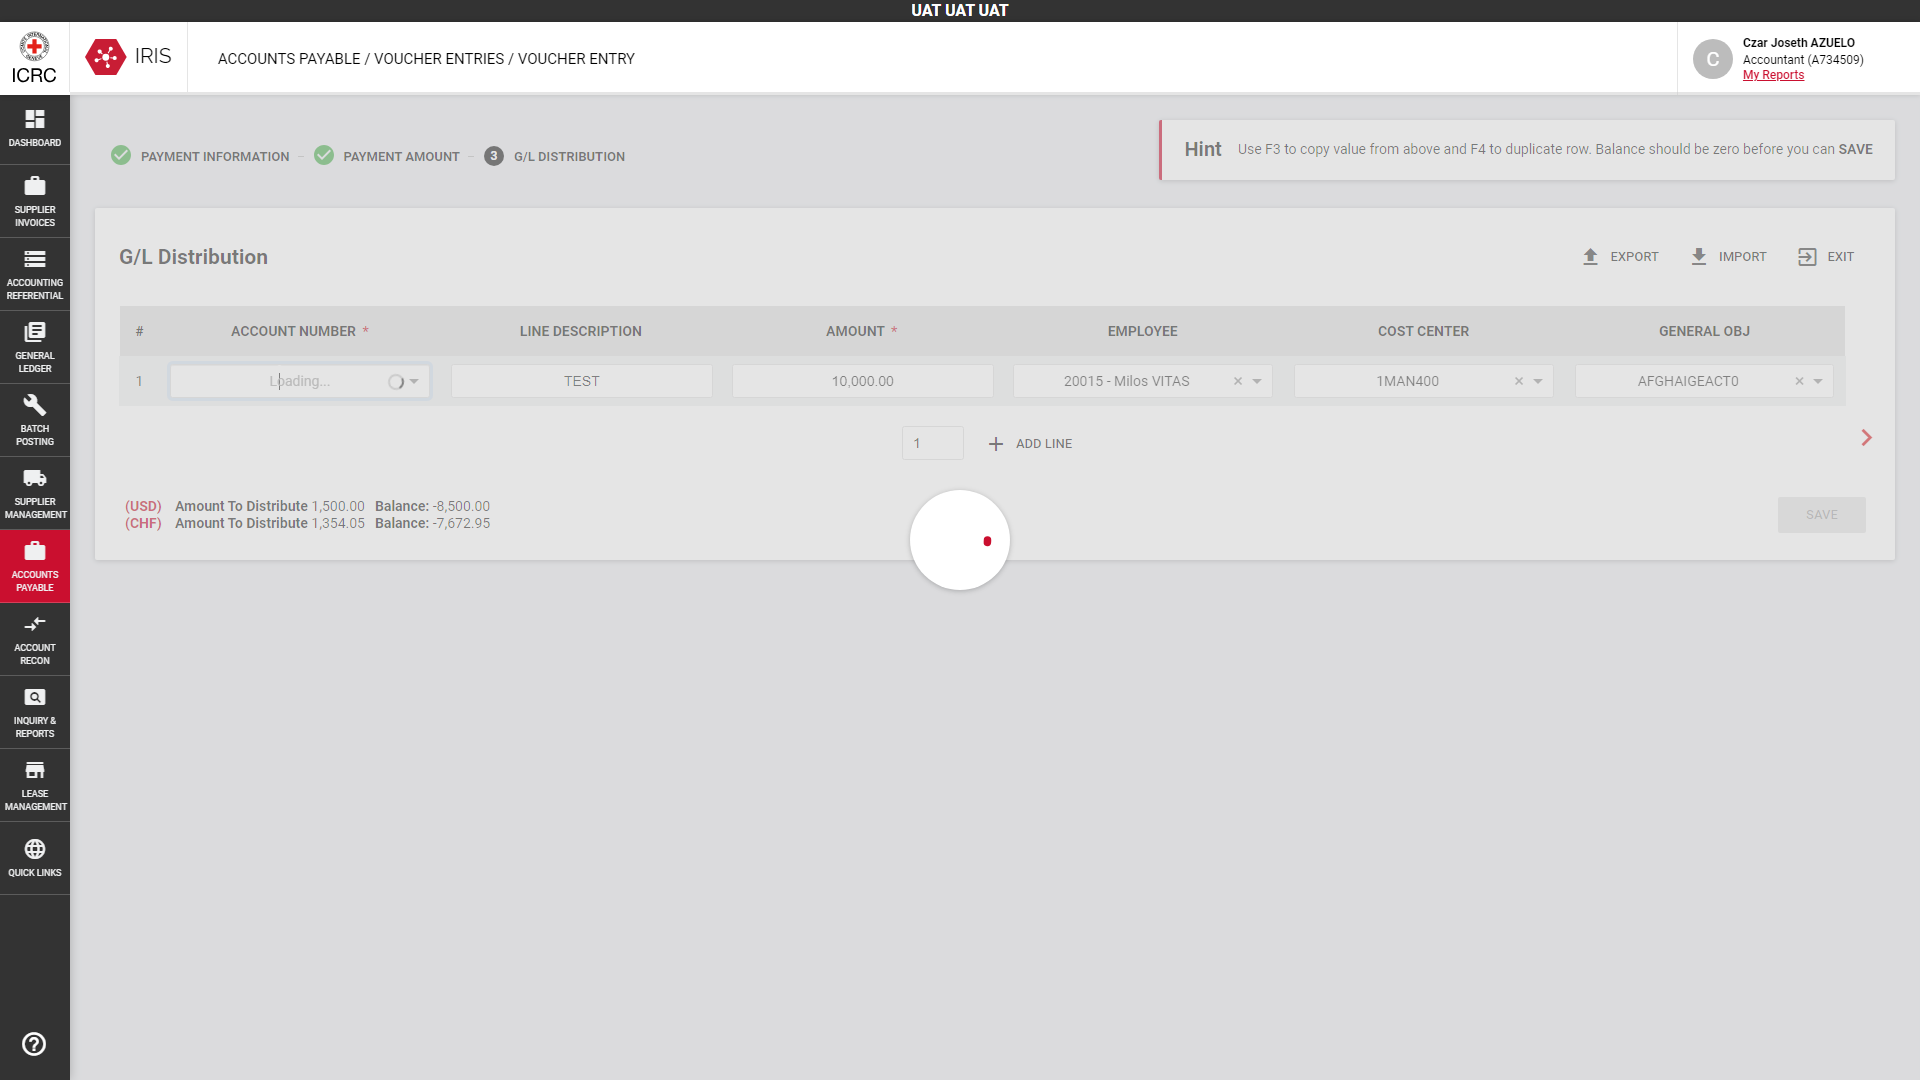 UAT UAT UAT
ICRC
IRIS
ACCOUNTS PAYABLE / VOUCHER ENTRIES / VOUCHER ENTRY
C
Czar Joseth AZUELO
Accountant (A734509)
My Reports
DASHBOARD
SUPPLIER
INVOICES
ACCOUNTING
REFERENTIAL
GENERAL
LEDGER
BATCH
POSTING
SUPPLIER
MANAGEMENT
ACCOUNTS
PAYABLE
ACCOUNT
RECON
INQUIRY &
REPORTS
LEASE
MANAGEMENT
QUICK LINKS
PAYMENT INFORMATION
PAYMENT AMOUNT
3 G/L DISTRIBUTION
Hint Use F3 to copy value from above and F4 to duplicate row. Balance should be zero before you can SAVE
G/L Distribution
EXPORT IMPORT EXIT
# ACCOUNT NUMBER * LINE DESCRIPTION AMOUNT * EMPLOYEE COST CENTER GENERAL OBJ
1 Loading... TEST 10,000.00 20015 - Milos VITAS × 1MAN400 × AFGHAIGEACT0 ×
1 + ADD LINE
(USD) Amount To Distribute 1,500.00 Balance: -8,500.00
(CHF) Amount To Distribute 1,354.05 Balance: -7,672.95
SAVE